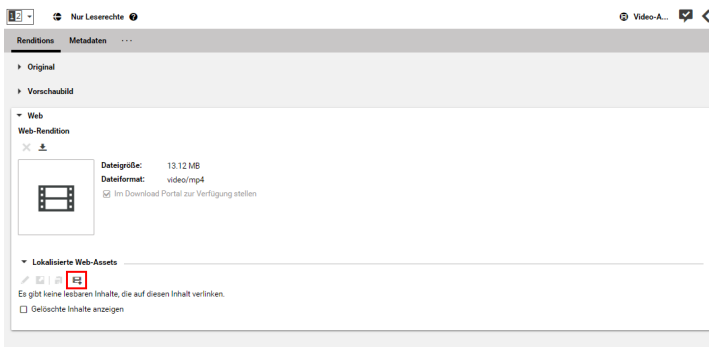 12 Nur Leserechte ? Video-A...
Renditions Metadaten ...
Original
Vorschaubild
Web
Web-Rendition
Dateigröße: 13.12 MB
Dateiformat: video/mp4
Im Download Portal zur Verfügung stellen
Lokalisierte Web-Assets
Es gibt keine lesbaren Inhalte, die auf diesen Inhalt verlinken.
Gelöschte Inhalte anzeigen